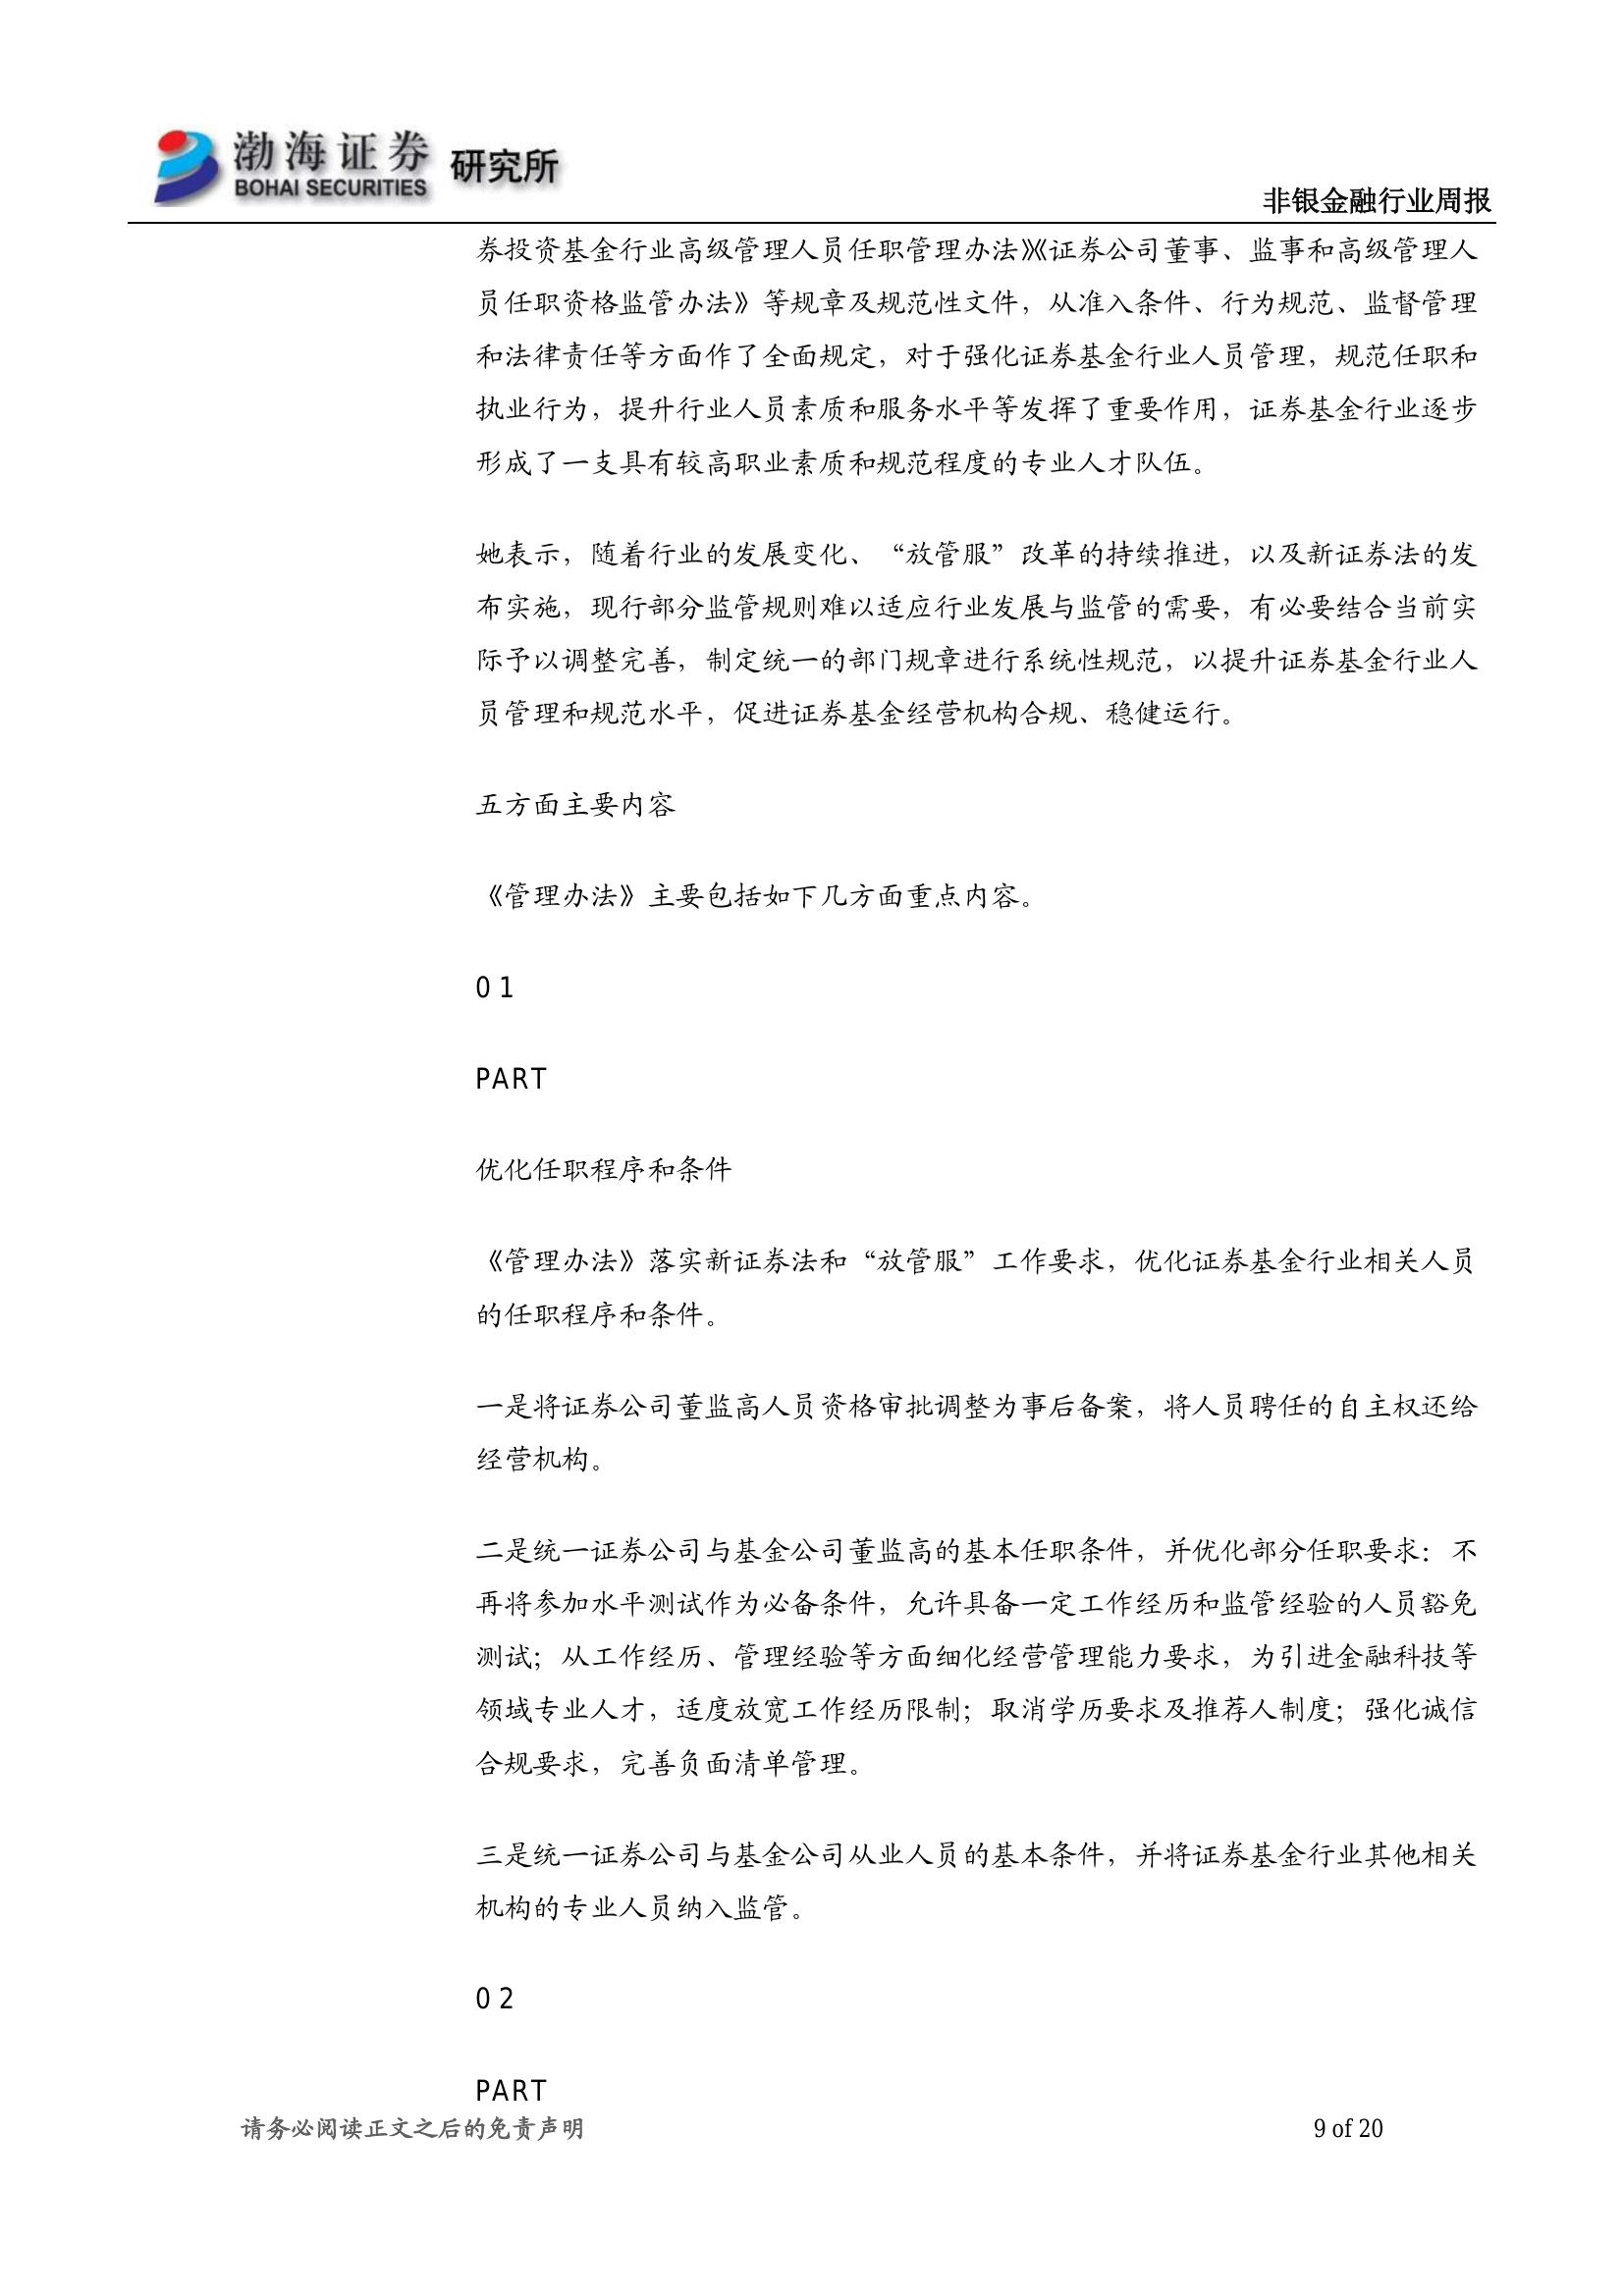 渤海证券 研究所
BOHAI SECURITIES
非银金融行业周报
券投资基金行业高级管理人员任职管理办法》《证券公司董事、监事和高级管理人
员任职资格监管办法》等规章及规范性文件，从准入条件、行为规范、监督管理
和法律责任等方面作了全面规定，对于强化证券基金行业人员管理，规范任职和
执业行为，提升行业人员素质和服务水平等发挥了重要作用，证券基金行业逐步
形成了一支具有较高职业素质和规范程度的专业人才队伍。
她表示，随着行业的发展变化、“放管服”改革的持续推进，以及新证券法的发
布实施，现行部分监管规则难以适应行业发展与监管的需要，有必要结合当前实
际予以调整完善，制定统一的部门规章进行系统性规范，以提升证券基金行业人
员管理和规范水平，促进证券基金经营机构合规、稳健运行。
五方面主要内容
《管理办法》主要包括如下几方面重点内容。
01
PART
优化任职程序和条件
《管理办法》落实新证券法和“放管服”工作要求，优化证券基金行业相关人员
的任职程序和条件。
一是将证券公司董监高人员资格审批调整为事后备案，将人员聘任的自主权还给
经营机构。
二是统一证券公司与基金公司董监高的基本任职条件，并优化部分任职要求：不
再将参加水平测试作为必备条件，允许具备一定工作经历和监管经验的人员豁免
测试；从工作经历、管理经验等方面细化经营管理能力要求，为引进金融科技等
领域专业人才，适度放宽工作经历限制；取消学历要求及推荐人制度；强化诚信
合规要求，完善负面清单管理。
三是统一证券公司与基金公司从业人员的基本条件，并将证券基金行业其他相关
机构的专业人员纳入监管。
02
PART
请务必阅读正文之后的免责声明
9 of 20